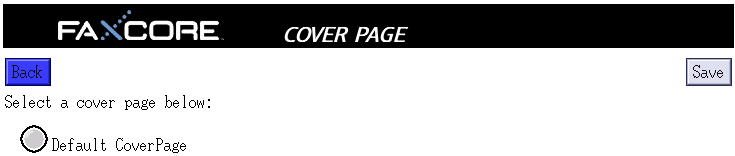 FAXCORE COVER PAGE
Back Save
Select a cover page below:
Default CoverPage